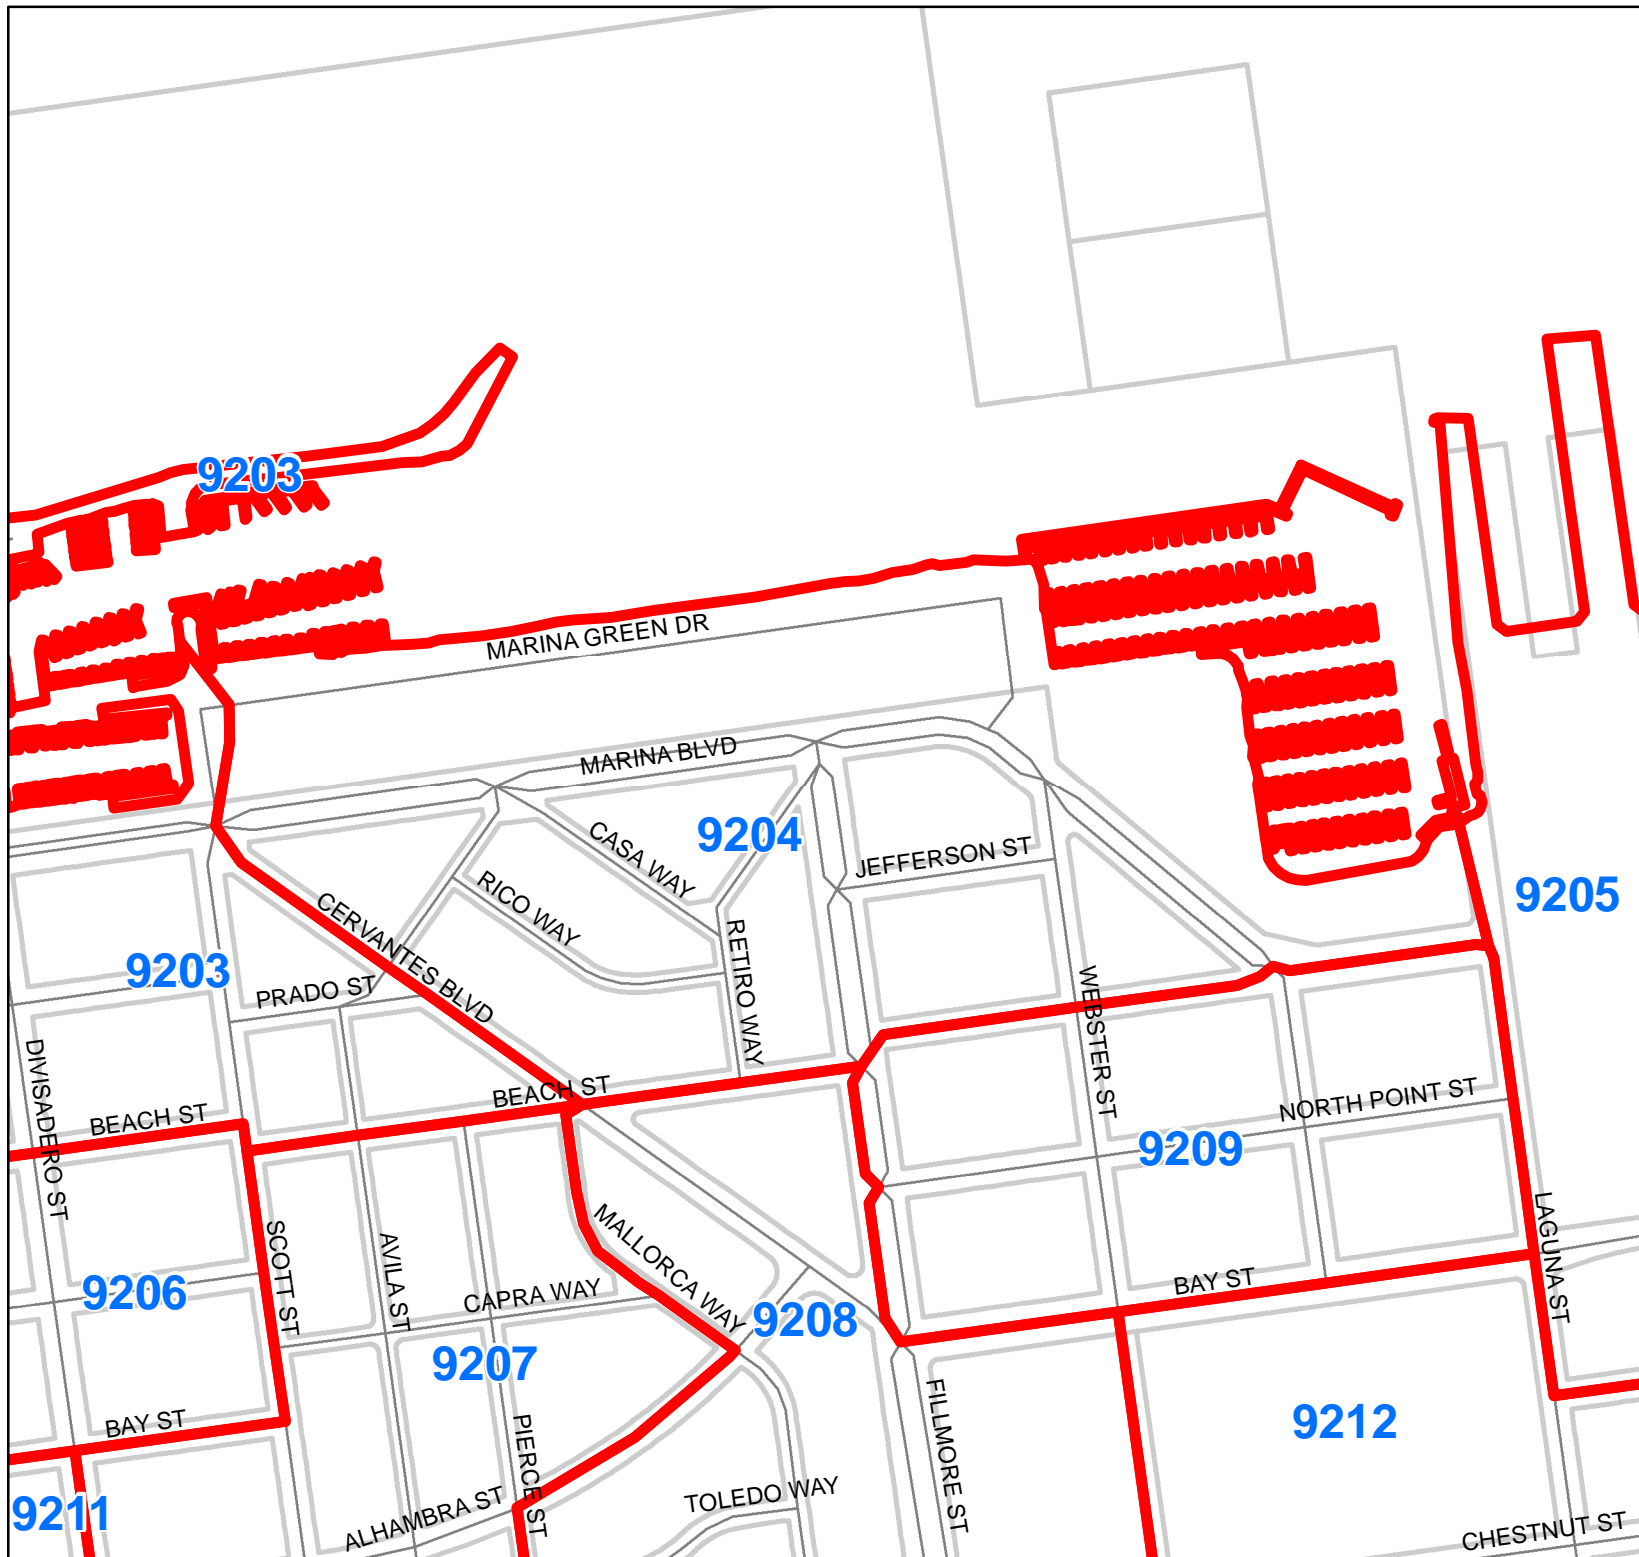 9203
MARINA GREEN DR
MARINA BLVD
9204
CASA WAY
JEFFERSON ST
RICO WAY
9205
CERVANTES BLVD
RETIRO WAY
9203
PRADO ST
WEBSTER ST
DIVISADERO ST
BEACH ST
BEACH ST
NORTH POINT ST
9209
MALLORCA WAY
LAGUNA ST
SCOTT ST
AVILA ST
9206
CAPRA WAY
BAY ST
9208
9207
FILLMORE ST
9212
BAY ST
PIERCE ST
9211
ALHAMBRA ST
TOLEDO WAY
CHESTNUT ST